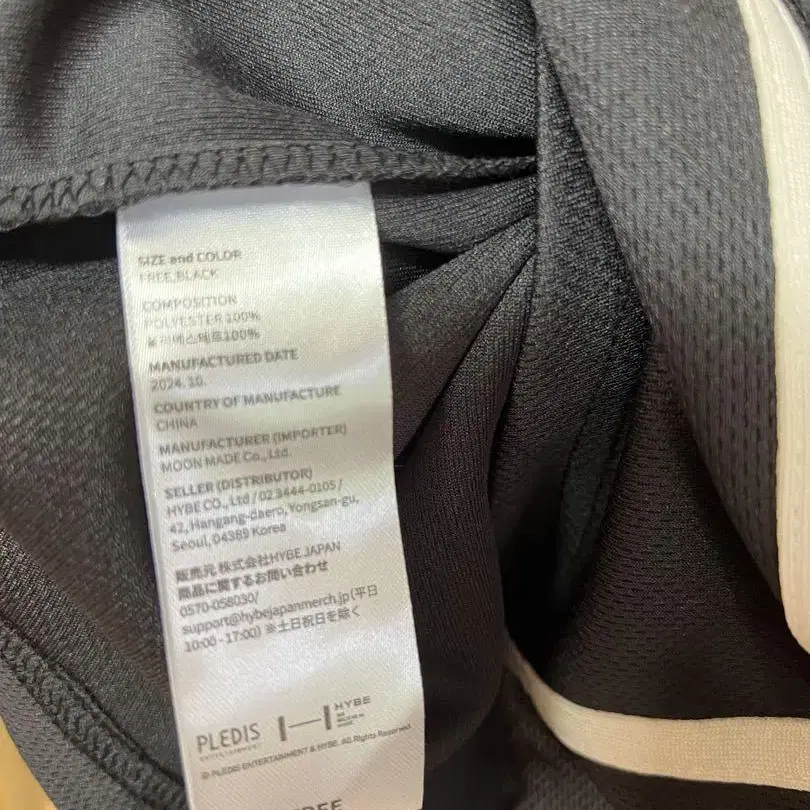 SIZE and COLOR
FREE, BLACK
COMPOSITION
POLYESTER 100%
폴리에스테르100%
MANUFACTURED DATE
2024. 10.
COUNTRY OF MANUFACTURE
CHINA
MANUFACTURER (IMPORTER)
MOON MADE Co., Ltd.
SELLER (DISTRIBUTOR)
HYBE CO., Ltd / 02 3444-0105 /
42, Hangang-daero, Yongsan-gu,
Seoul, 04389 Korea
販売元 株式会社HYBE JAPAN
商品に関するお問い合わせ
0570-058030/
support@hybejapanmerch.jp (平日
10:00 - 17:00) ※土日祝日を除く
PLEDIS
ENTERTAINMENT
HYBE
© PLEDIS ENTERTAINMENT & HYBE. All Rights Reserved.